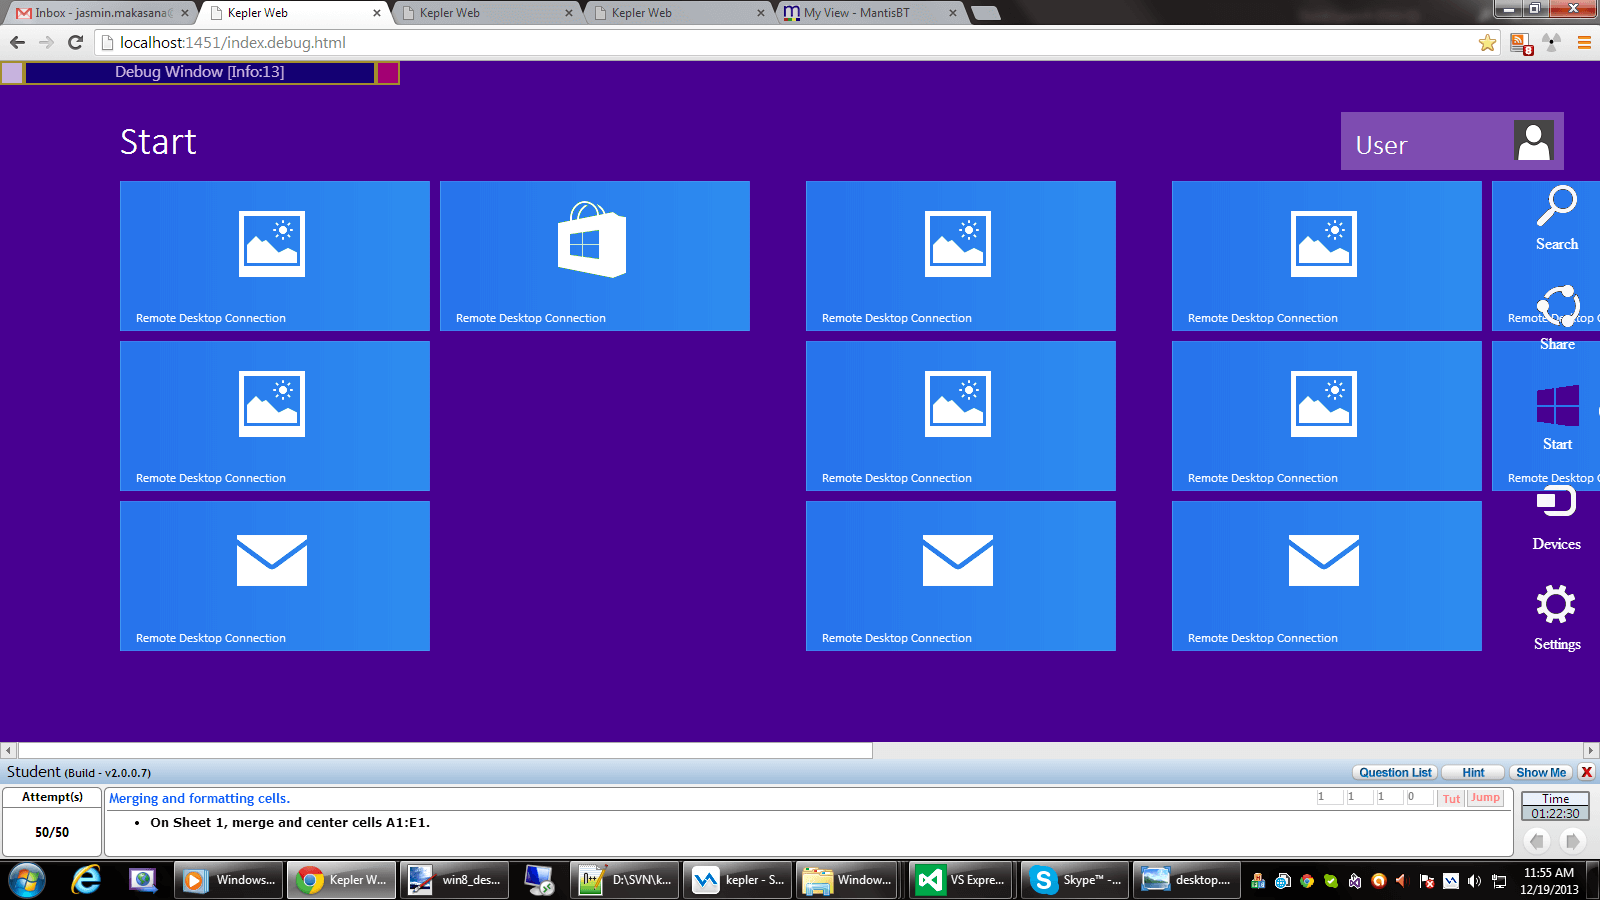 Inbox - jasmin.makasana@
Kepler Web
Kepler Web
Kepler Web
My View - MantisBT
localhost:1451/index.debug.html
8
Debug Window [Info:13]
Start
User
Remote Desktop Connection
Remote Desktop Connection
Remote Desktop Connection
Remote Desktop Connection
Search
Share
Remote Desktop Connection
Remote Desktop Connection
Remote Desktop Connection
Remote Desktop C
Start
Devices
Remote Desktop Connection
Remote Desktop Connection
Remote Desktop Connection
Settings
Student (Build - v2.0.0.7)
Question List
Hint
Show Me
Attempt(s)
50/50
Merging and formatting cells.
1 1 1 0
Tut
Jump
• On Sheet 1, merge and center cells A1:E1.
Time
01:22:30
Windows...
Kepler W...
win8_des...
D:\SVN\k...
kepler - S...
Window...
VS Expre...
Skype™ -...
desktop....
11:55 AM
12/19/2013